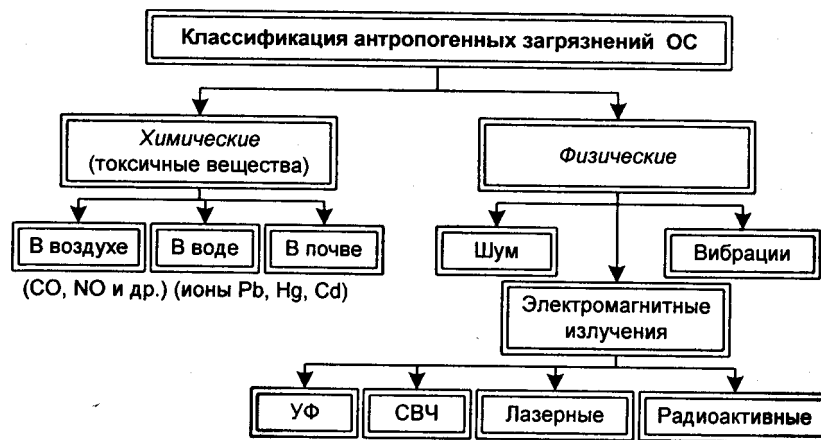 Классификация антропогенных загрязнений ОС
Химические
(токсичные вещества)
Физические
В воздухе
В воде
В почве
Шум
Вибрации
(CO, NO и др.) (ионы Pb, Hg, Cd)
Электромагнитные
излучения
УФ
СВЧ
Лазерные
Радиоактивные